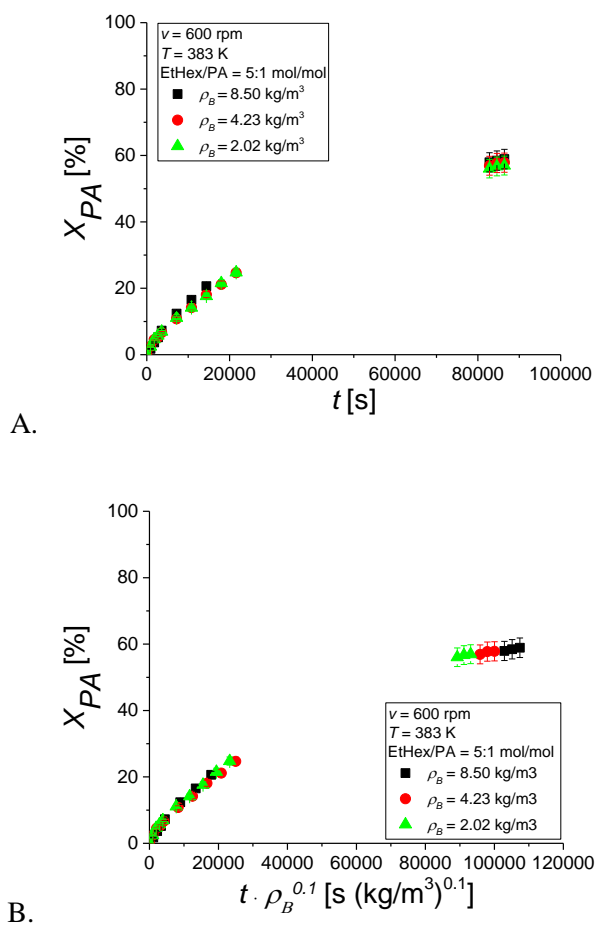 100
80
60
40
20
0
X_PA [%]
v = 600 rpm
T = 383 K
EtHex/PA = 5:1 mol/mol
ρ_B = 8.50 kg/m³
ρ_B = 4.23 kg/m³
ρ_B = 2.02 kg/m³
0 20000 40000 60000 80000 100000
t [s]
A.
100
80
60
40
20
0
X_PA [%]
v = 600 rpm
T = 383 K
EtHex/PA = 5:1 mol/mol
ρ_B = 8.50 kg/m3
ρ_B = 4.23 kg/m3
ρ_B = 2.02 kg/m3
0 20000 40000 60000 80000 100000 120000
t · ρ_B^0.1 [s (kg/m³)^0.1]
B.